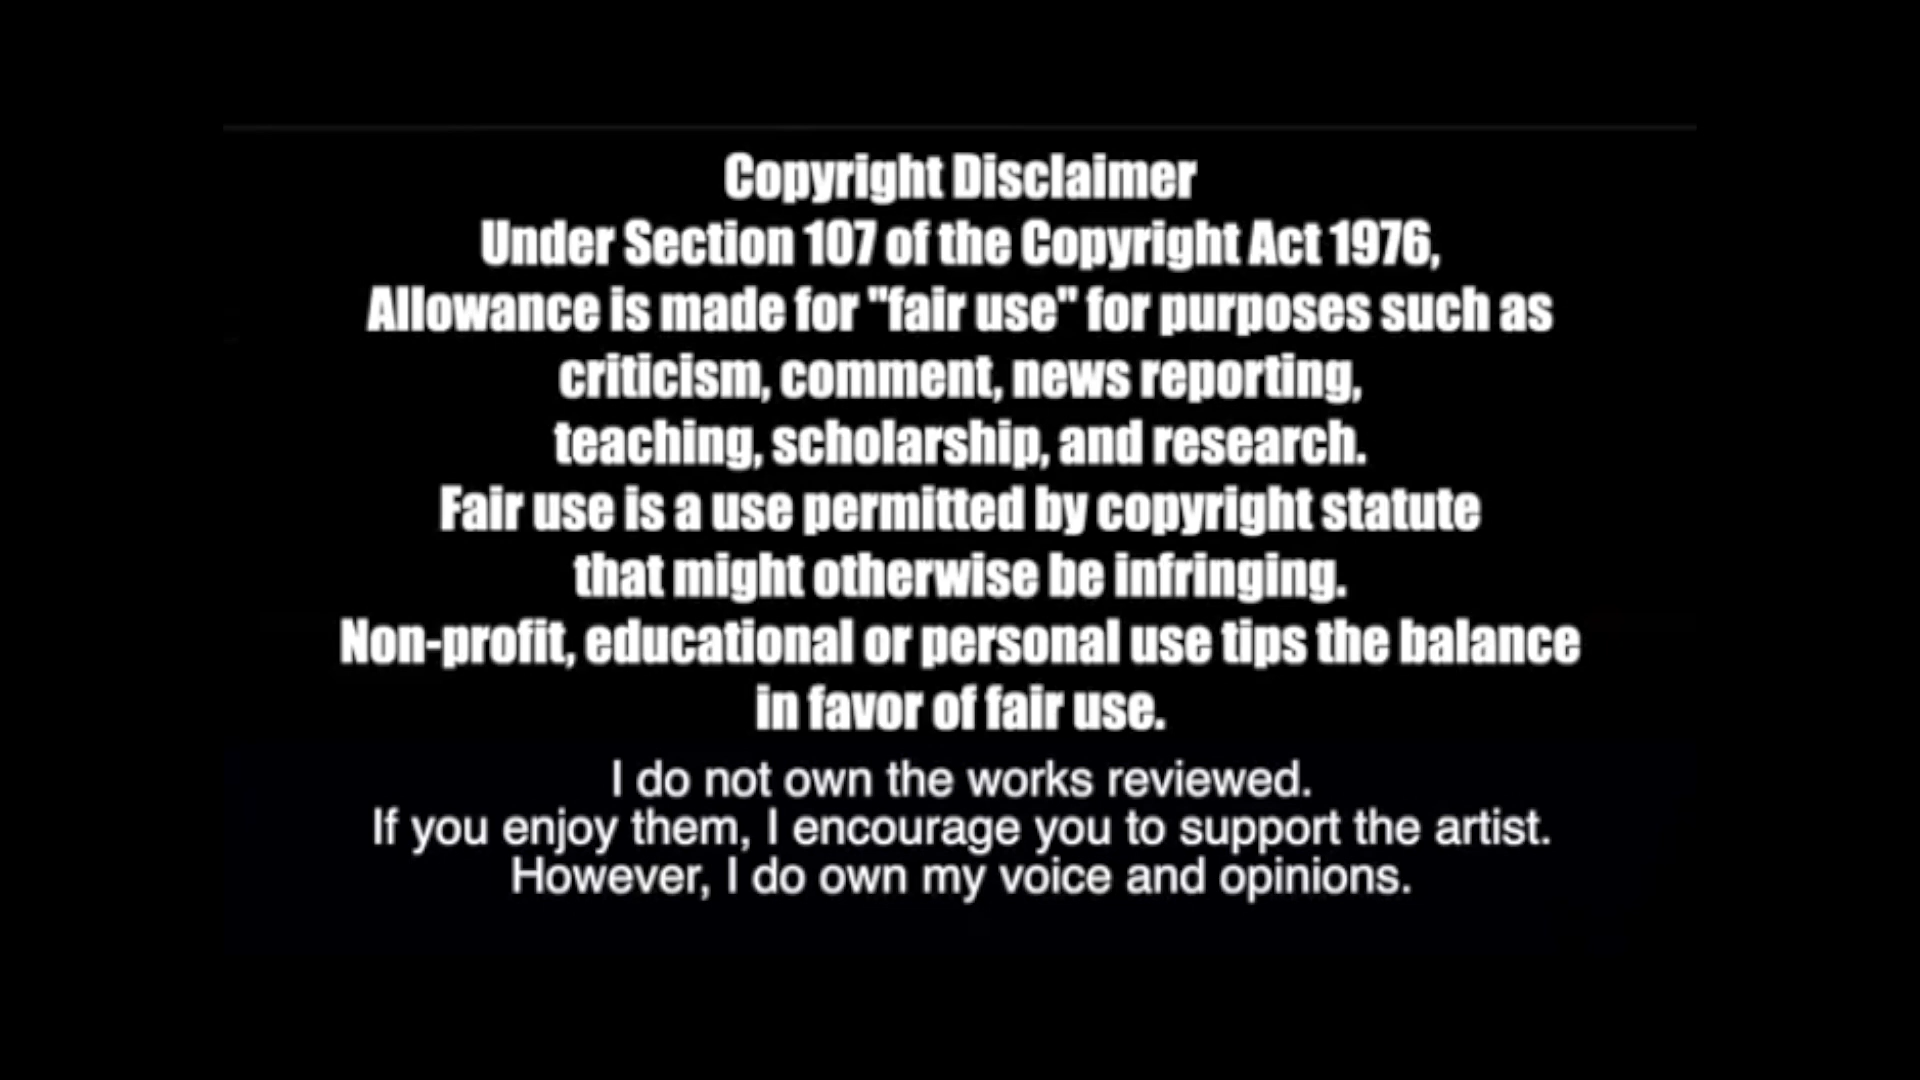 Copyright Disclaimer
Under Section 107 of the Copyright Act 1976,
Allowance is made for "fair use" for purposes such as
criticism, comment, news reporting,
teaching, scholarship, and research.
Fair use is a use permitted by copyright statute
that might otherwise be infringing.
Non-profit, educational or personal use tips the balance
in favor of fair use.
I do not own the works reviewed.
If you enjoy them, I encourage you to support the artist.
However, I do own my voice and opinions.